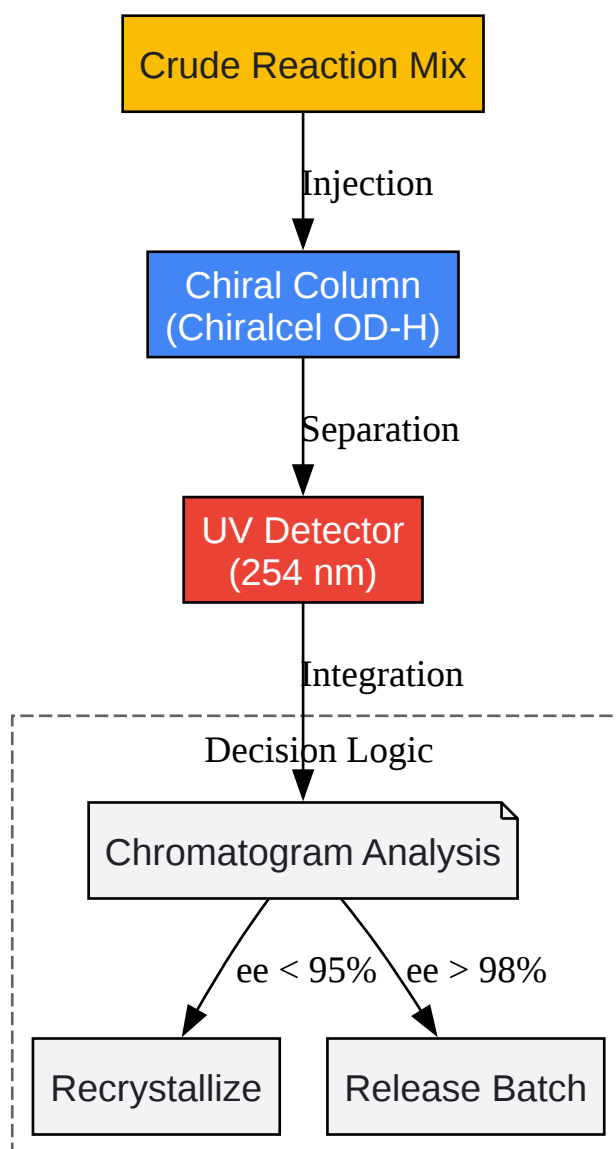 Crude Reaction Mix
Injection
Chiral Column
(Chiralcel OD-H)
Separation
UV Detector
(254 nm)
Integration
Decision Logic
Chromatogram Analysis
ee < 95%
ee > 98%
Recrystallize
Release Batch